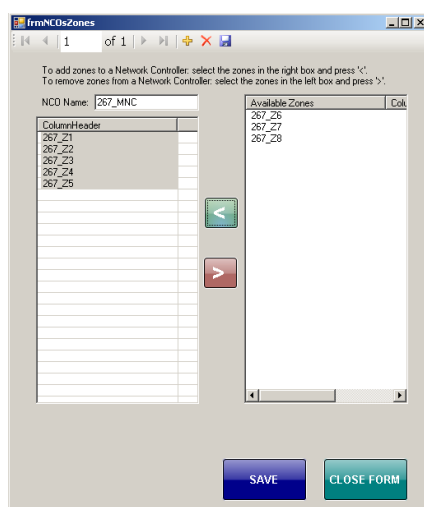 frmNCOsZones
1 of 1
To add zones to a Network Controller: select the zones in the right box and press '<'.
To remove zones from a Network Controller: select the zones in the left box and press '>'.
NCO Name: 267_MNC
ColumnHeader
267_Z1
267_Z2
267_Z3
267_Z4
267_Z5
<
>
Available Zones Colu
267_Z6
267_Z7
267_Z8
SAVE
CLOSE FORM